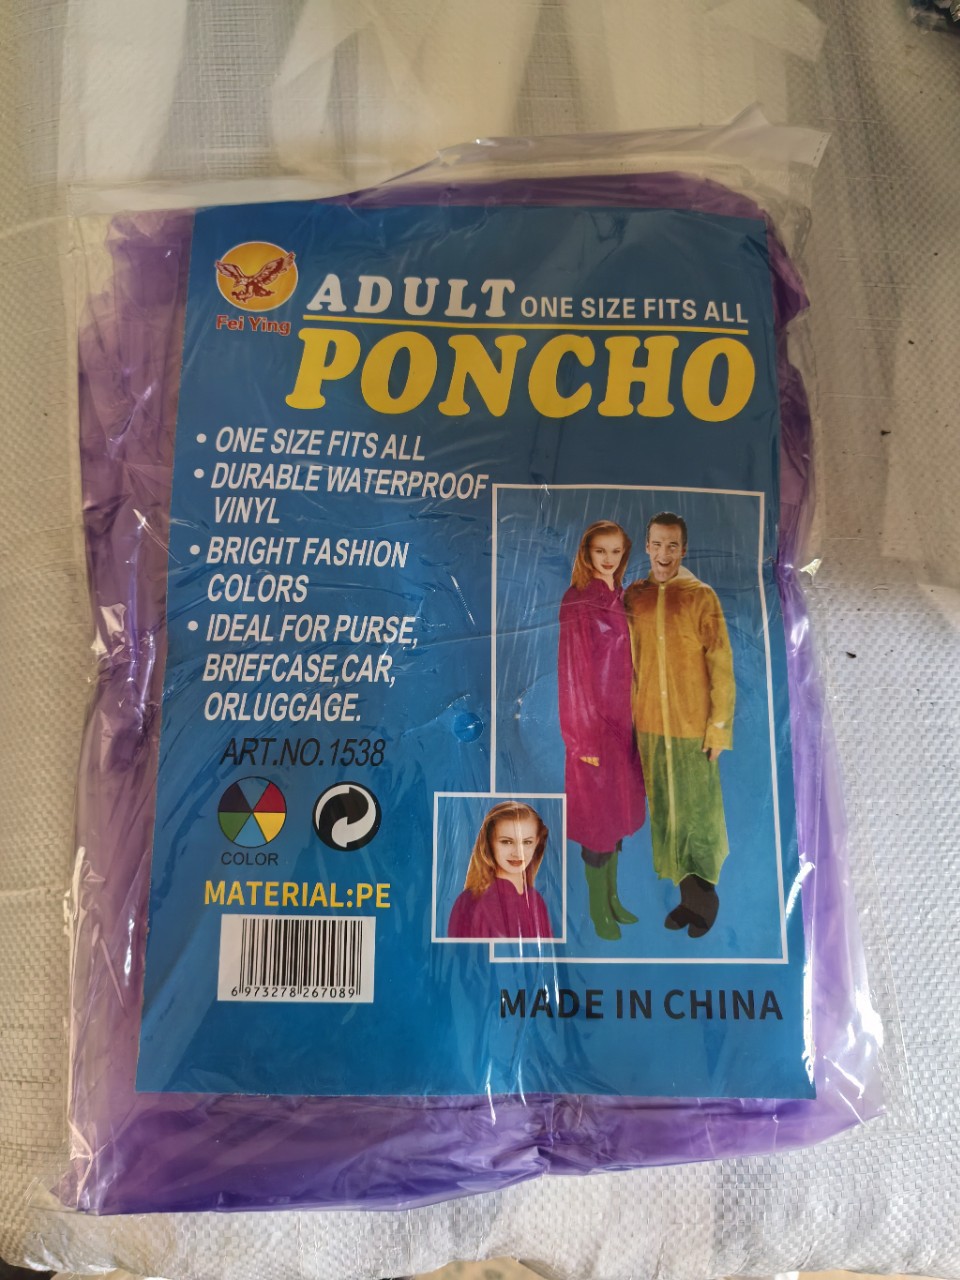 Fei Ying
ADULT ONE SIZE FITS ALL
PONCHO
• ONE SIZE FITS ALL
• DURABLE WATERPROOF
VINYL
• BRIGHT FASHION
COLORS
• IDEAL FOR PURSE,
BRIEFCASE,CAR,
ORLUGGAGE.
ART.NO.1538
COLOR
MATERIAL:PE
6 973278 267089
MADE IN CHINA